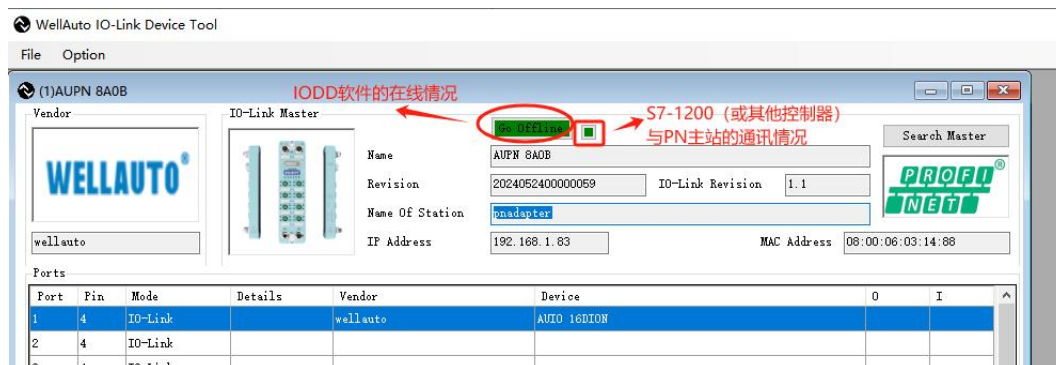 WellAuto IO-Link Device Tool
File Option
(1)AUPN 8A0B
IODD软件的在线情况
Vendor
IO-Link Master
Go Offline
S7-1200（或其他控制器）
与PN主站的通讯情况
Search Master
WELLAUTO®
Name AUPN 8A0B
PROFI®
NET
Revision 2024052400000059 IO-Link Revision 1.1
Name Of Station pnadapter
wellauto
IP Address 192.168.1.83 MAC Address 08:00:06:03:14:88
Ports
Port Pin Mode Details Vendor Device O I
1 4 IO-Link wellauto AUIO 16DION
2 4 IO-Link